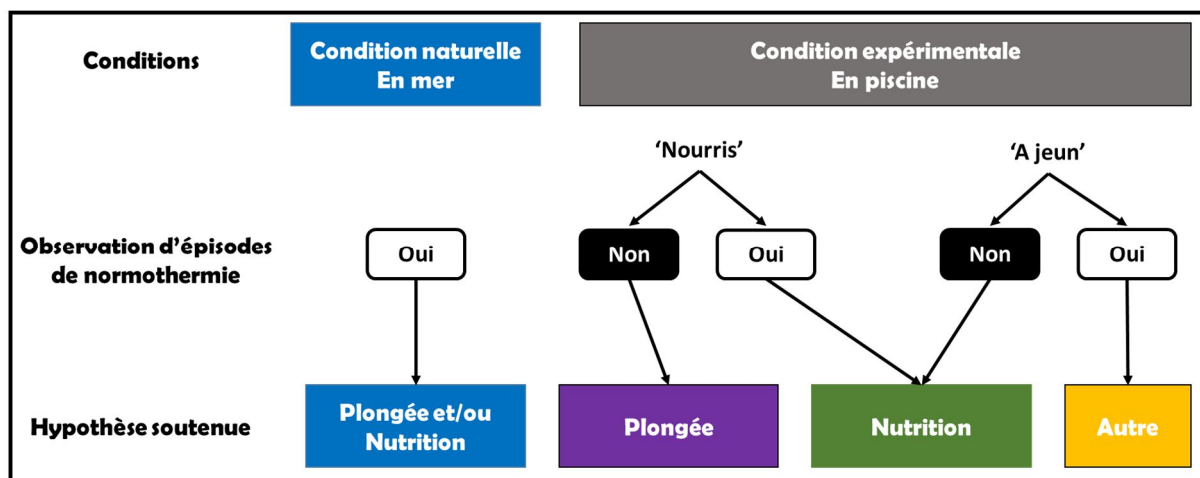 Conditions
Condition naturelle
En mer
Condition expérimentale
En piscine
‘Nourris’
‘A jeun’
Observation d’épisodes
de normothermie
Oui
Non
Oui
Non
Oui
Hypothèse soutenue
Plongée et/ou
Nutrition
Plongée
Nutrition
Autre